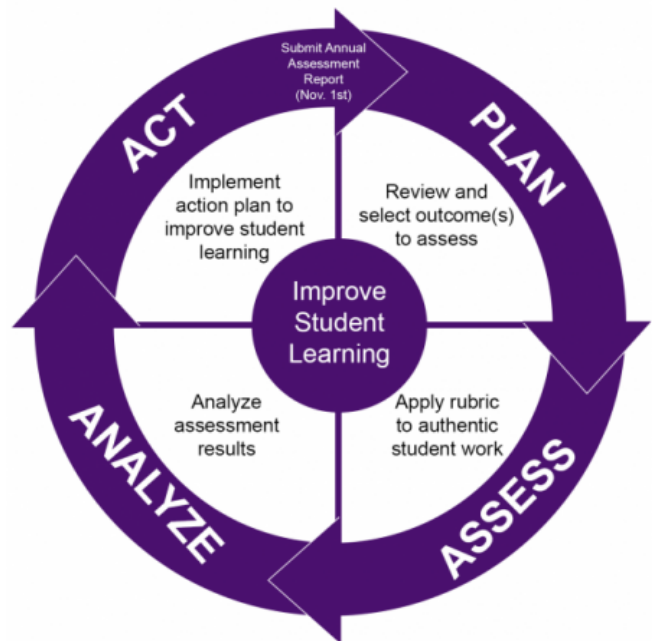 Submit Annual
Assessment
Report
(Nov. 1st)
ACT
PLAN
Implement
action plan to
improve student
learning
Review and
select outcome(s)
to assess
Improve
Student
Learning
Analyze
assessment
results
Apply rubric
to authentic
student work
ANALYZE
ASSESS